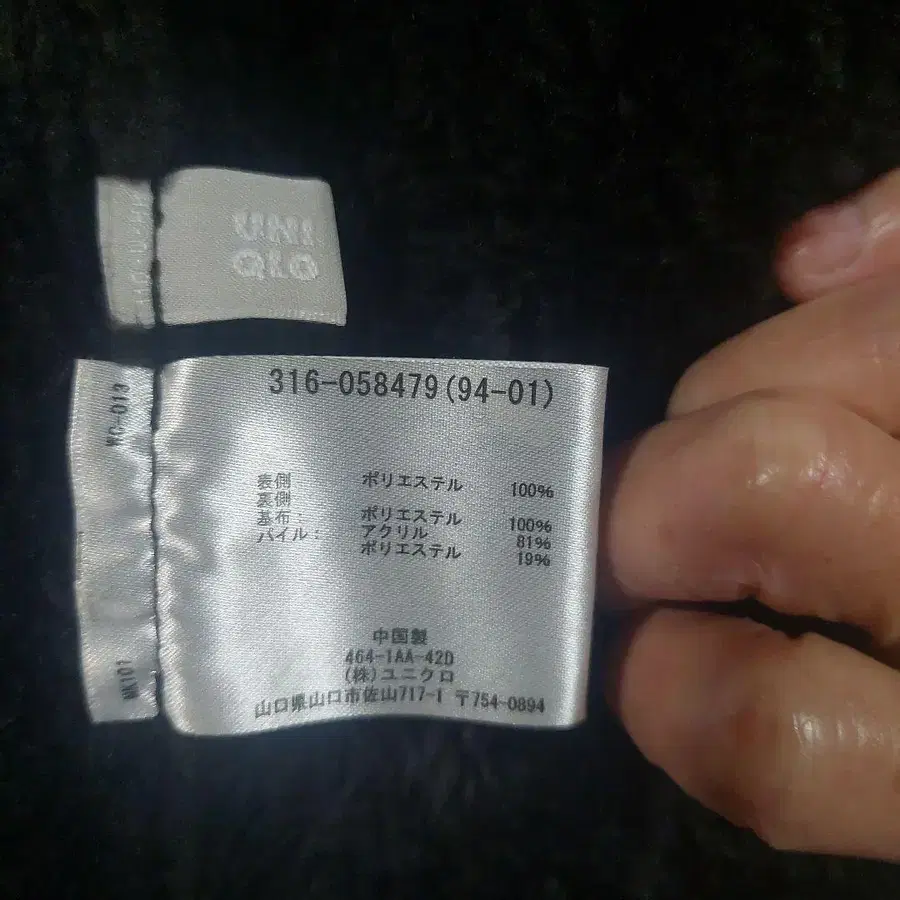 UNI
QLO
316-058479(94-01)
表側 ポリエステル 100%
裏側
基布: ポリエステル 100%
パイル: アクリル 81%
ポリエステル 19%
中国製
464-1AA-42D
(株)ユニクロ
山口県山口市佐山717-1 〒754-0894